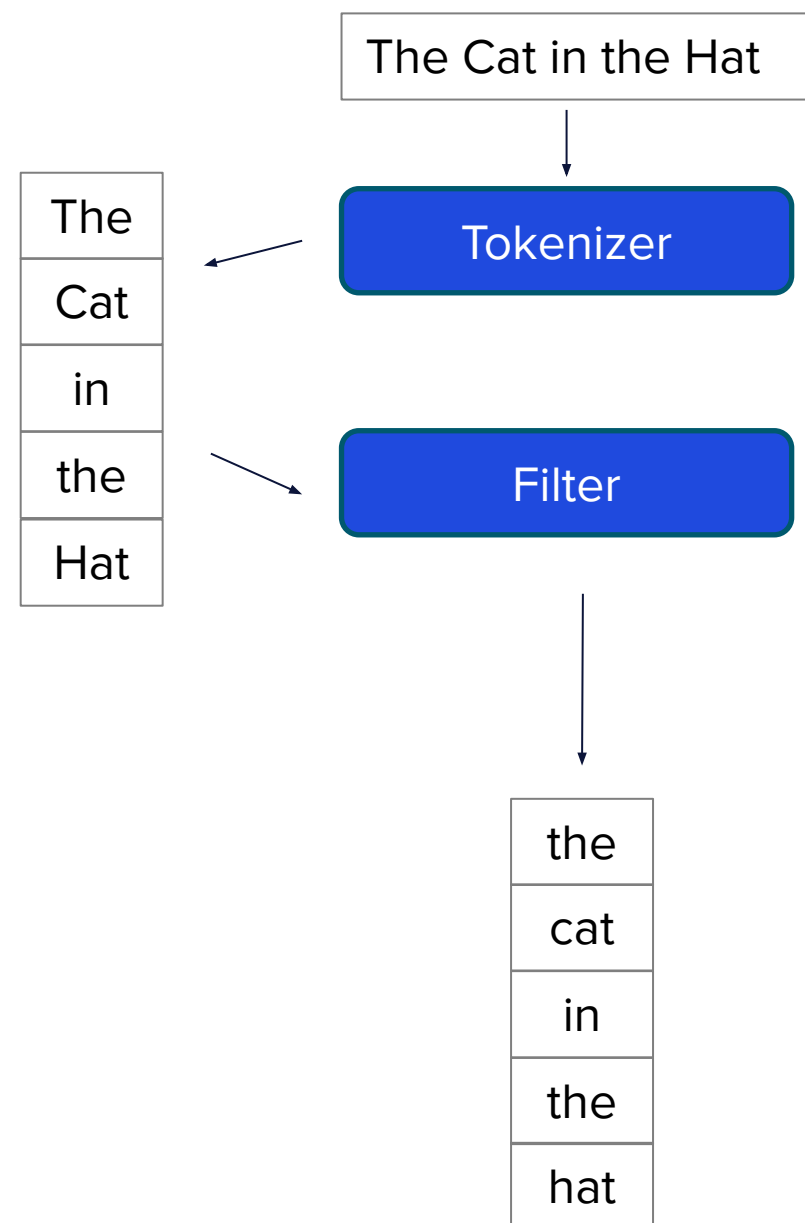 The Cat in the Hat
Tokenizer
The
Cat
in
the
Hat
Filter
the
cat
in
the
hat